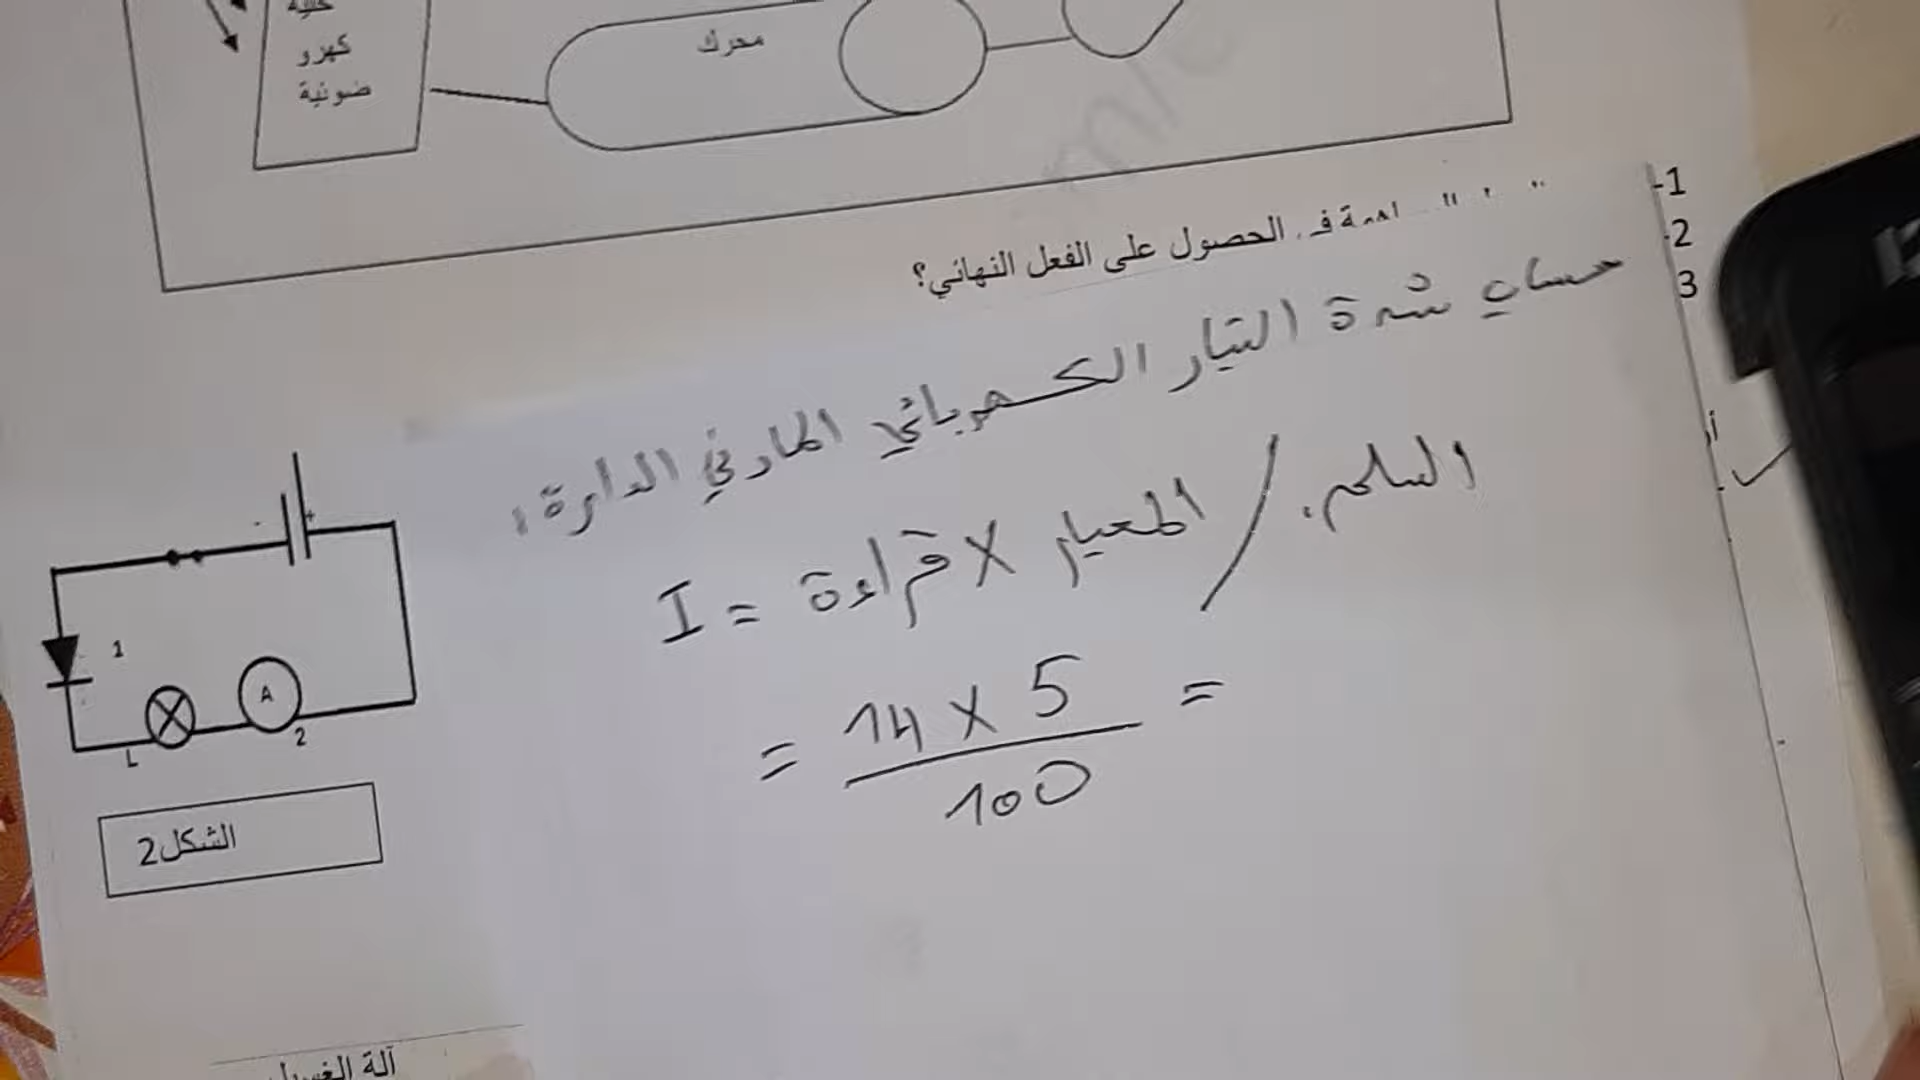 خلية
كهرو
ضوئية
محرك
-1
-2
3
الحصول على الفعل النهائي؟
حساب شدة التيار الكهربائي المار في الدارة:
I = قراءة X المعيار / السلم.
= 14 X 5 / 100 =
+
-
1
A
2
L
الشكل2
آلة الغسيل